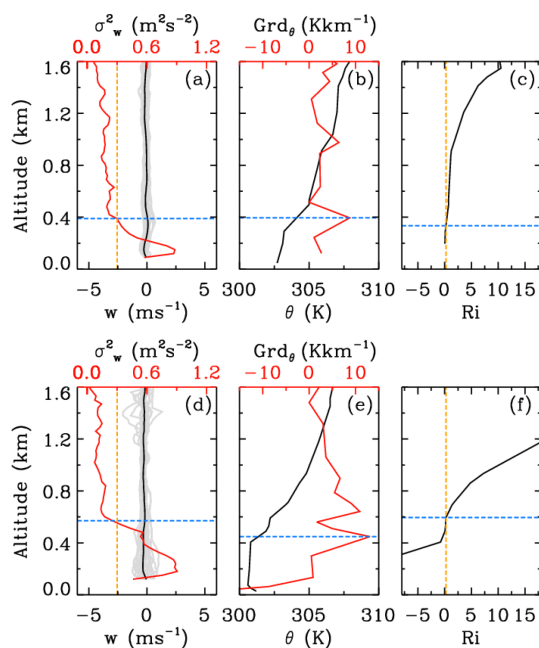 σ²w (m²s⁻²) Grdθ (Kkm⁻¹)
0.0 0.6 1.2 −10 0 10
1.6 (a) (b) (c)
1.2
0.8
0.4
0.0
Altitude (km)
−5 0 5 300 305 310 0 5 10 15
w (ms⁻¹) θ (K) Ri
σ²w (m²s⁻²) Grdθ (Kkm⁻¹)
0.0 0.6 1.2 −10 0 10
1.6 (d) (e) (f)
1.2
0.8
0.4
0.0
Altitude (km)
−5 0 5 300 305 310 0 5 10 15
w (ms⁻¹) θ (K) Ri